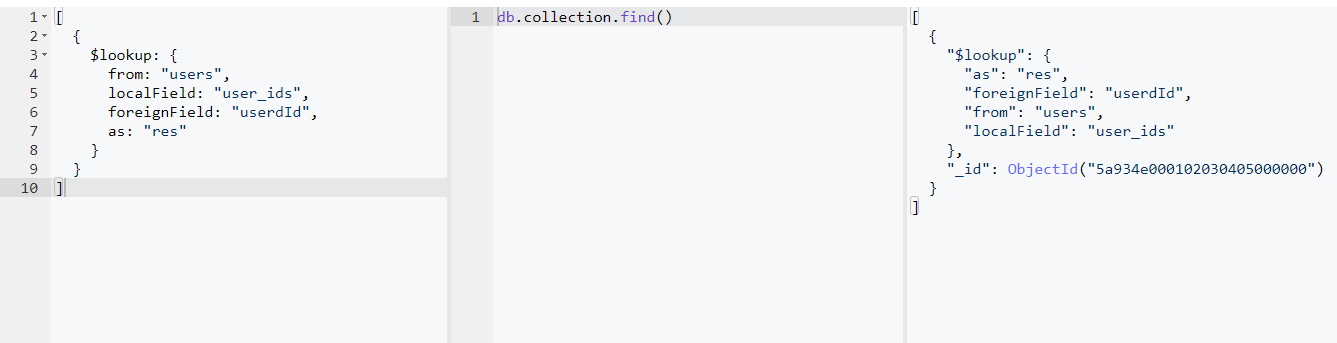 1 [
2 {
3 $lookup: {
4 from: "users",
5 localField: "user_ids",
6 foreignField: "userdId",
7 as: "res"
8 }
9 }
10 ]
1 db.collection.find()
[
{
"$lookup": {
"as": "res",
"foreignField": "userdId",
"from": "users",
"localField": "user_ids"
},
"_id": ObjectId("5a934e000102030405000000")
}
]